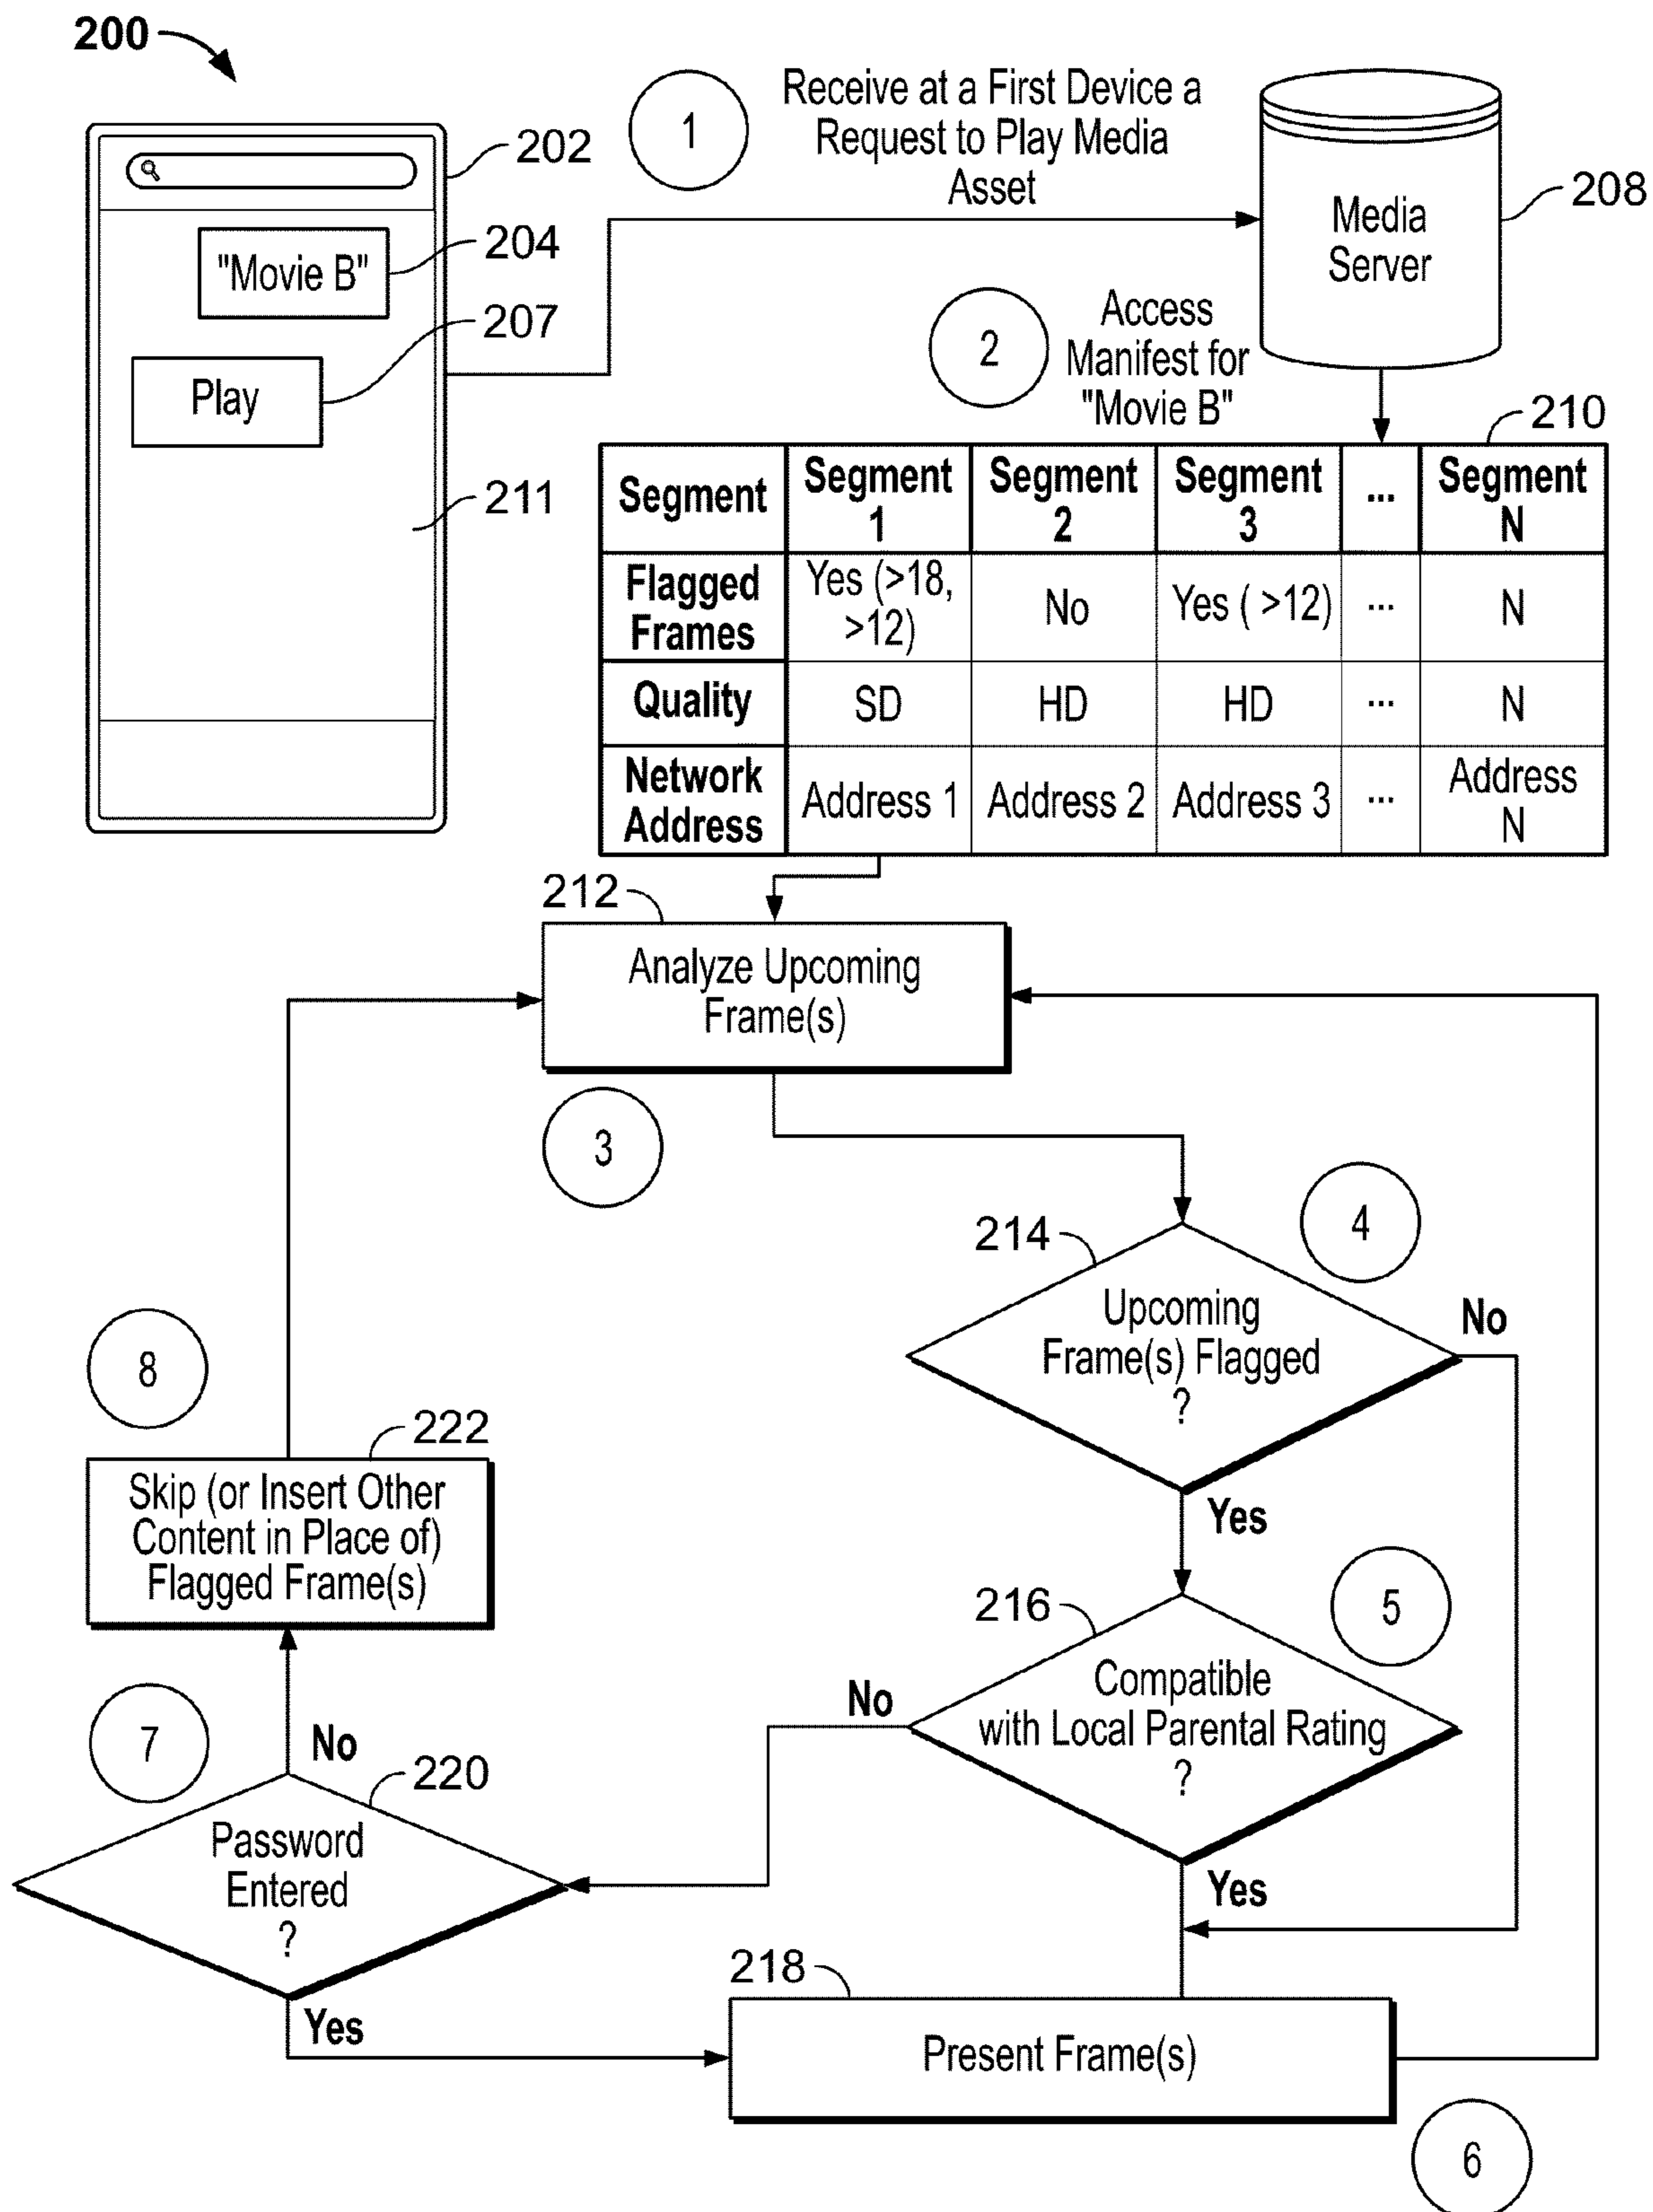 200
202
"Movie B"
204
Play
207
211
1
Receive at a First Device a
Request to Play Media
Asset
Media
Server
208
2
Access
Manifest for
"Movie B"
210
Segment
Segment
1
Segment
2
Segment
3
...
Segment
N
Flagged
Frames
Yes (>18,
>12)
No
Yes ( >12)
...
N
Quality
SD
HD
HD
...
N
Network
Address
Address 1
Address 2
Address 3
...
Address
N
212
Analyze Upcoming
Frame(s)
3
4
214
Upcoming
Frame(s) Flagged
?
No
Yes
8
222
Skip (or Insert Other
Content in Place of)
Flagged Frame(s)
5
216
Compatible
with Local Parental Rating
?
No
Yes
7
No
220
Password
Entered
?
Yes
218
Present Frame(s)
6